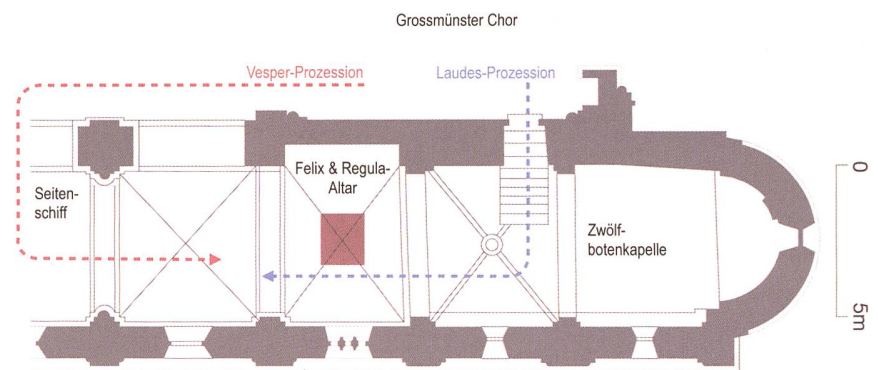 Grossmünster Chor
Vesper-Prozession
Laudes-Prozession
Felix & Regula-
Altar
Seiten-
schiff
Zwölf-
botenkapelle
0
5m